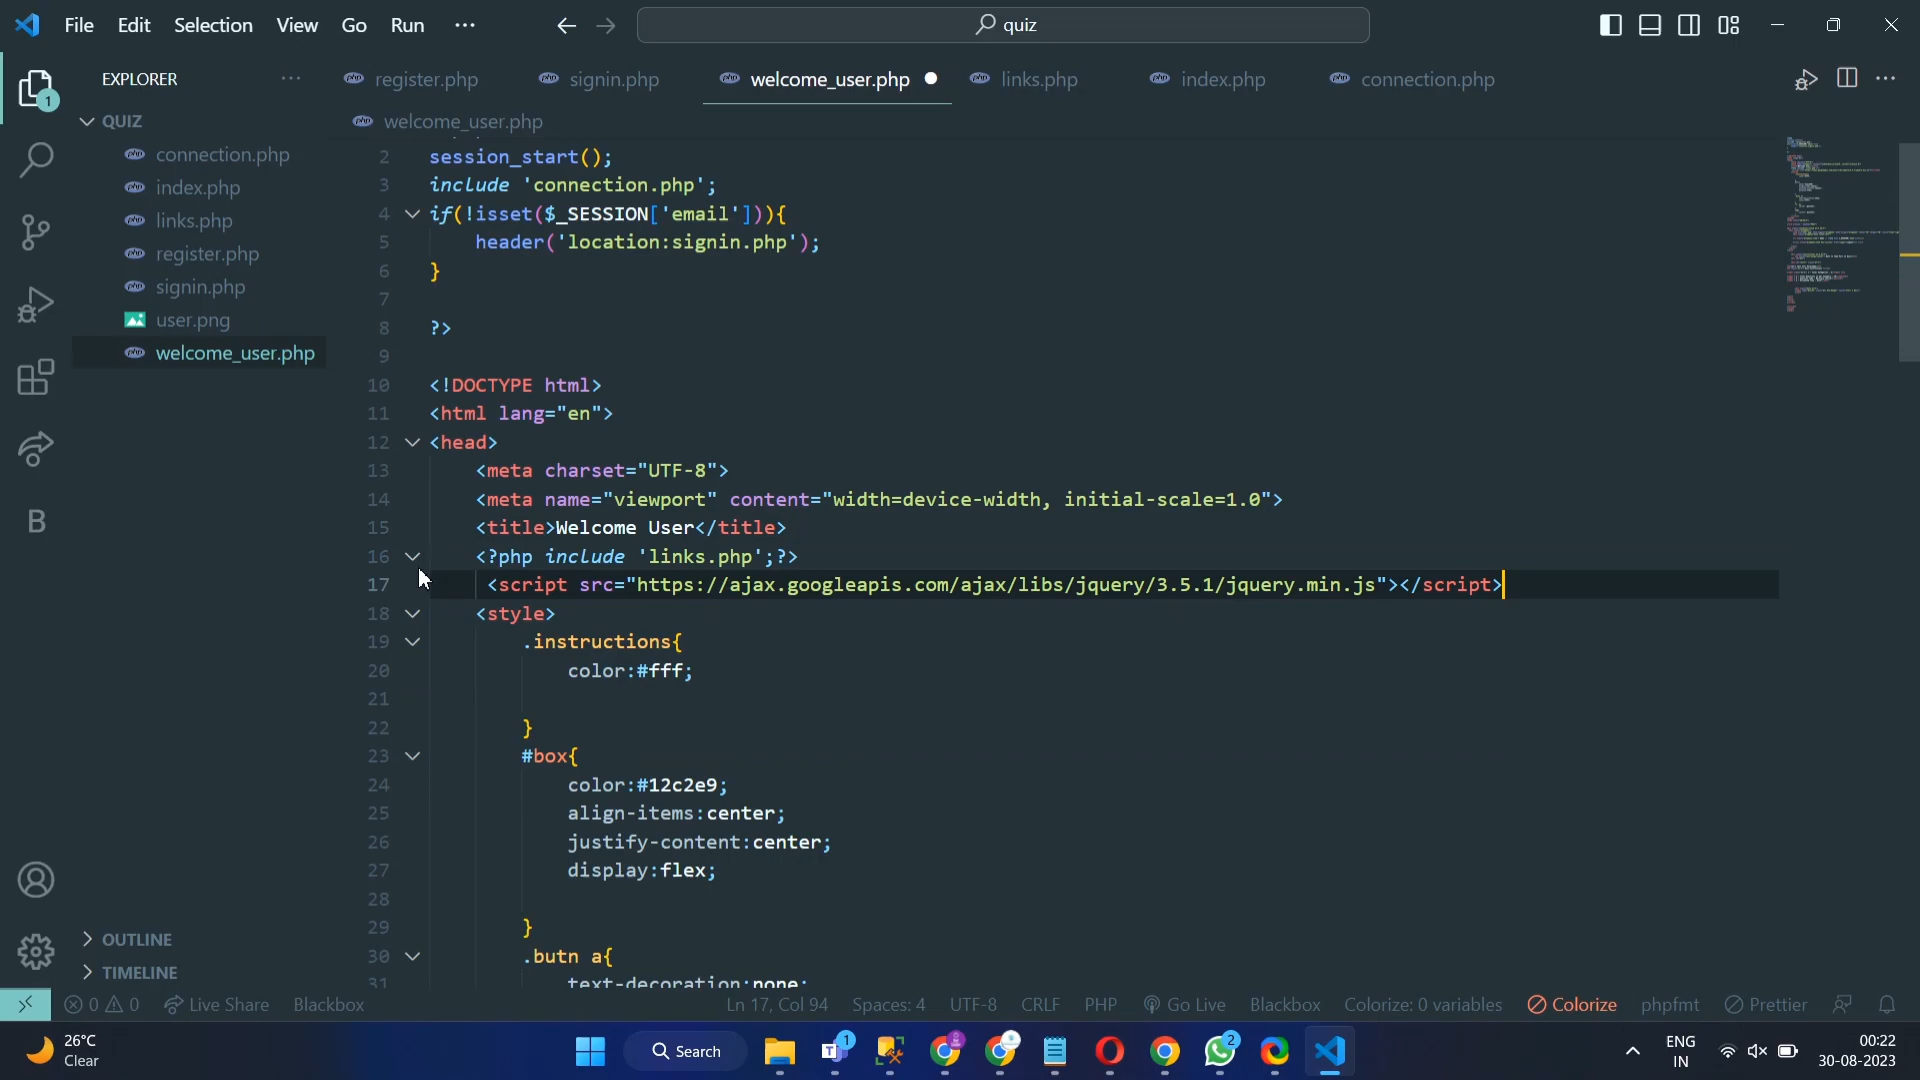 File Edit Selection View Go Run ··· quiz
EXPLORER ···
register.php
signin.php
welcome_user.php
links.php
index.php
connection.php
1
QUIZ
connection.php
index.php
links.php
register.php
signin.php
user.png
welcome_user.php
OUTLINE
TIMELINE
B
welcome_user.php
2 session_start();
3 include 'connection.php';
4 if(!isset($_SESSION['email'])){
5 header('location:signin.php');
6 }
7
8 ?>
9
10 <!DOCTYPE html>
11 <html lang="en">
12 <head>
13 <meta charset="UTF-8">
14 <meta name="viewport" content="width=device-width, initial-scale=1.0">
15 <title>Welcome User</title>
16 <?php include 'links.php';?>
17 <script src="https://ajax.googleapis.com/ajax/libs/jquery/3.5.1/jquery.min.js"></script>
18 <style>
19 .instructions{
20 color:#fff;
21
22 }
23 #box{
24 color:#12c2e9;
25 align-items:center;
26 justify-content:center;
27 display:flex;
28
29 }
30 .butn a{
31 text-decoration:none;
0 0 Live Share Blackbox Ln 17, Col 94 Spaces: 4 UTF-8 CRLF PHP Go Live Blackbox Colorize: 0 variables Colorize phpfmt Prettier
26°C
Clear
Search
1
2
ENG
IN
00:22
30-08-2023